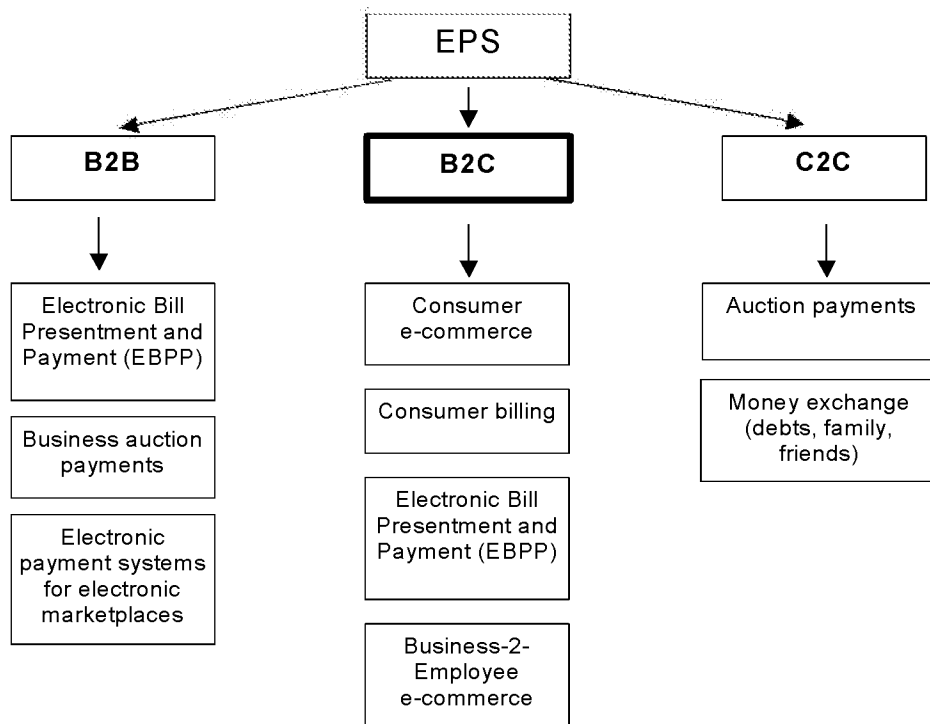 EPS
B2B
B2C
C2C
Electronic Bill
Presentment and
Payment (EBPP)
Business auction
payments
Electronic
payment systems
for electronic
marketplaces
Consumer
e-commerce
Consumer billing
Electronic Bill
Presentment and
Payment (EBPP)
Business-2-
Employee
e-commerce
Auction payments
Money exchange
(debts, family,
friends)